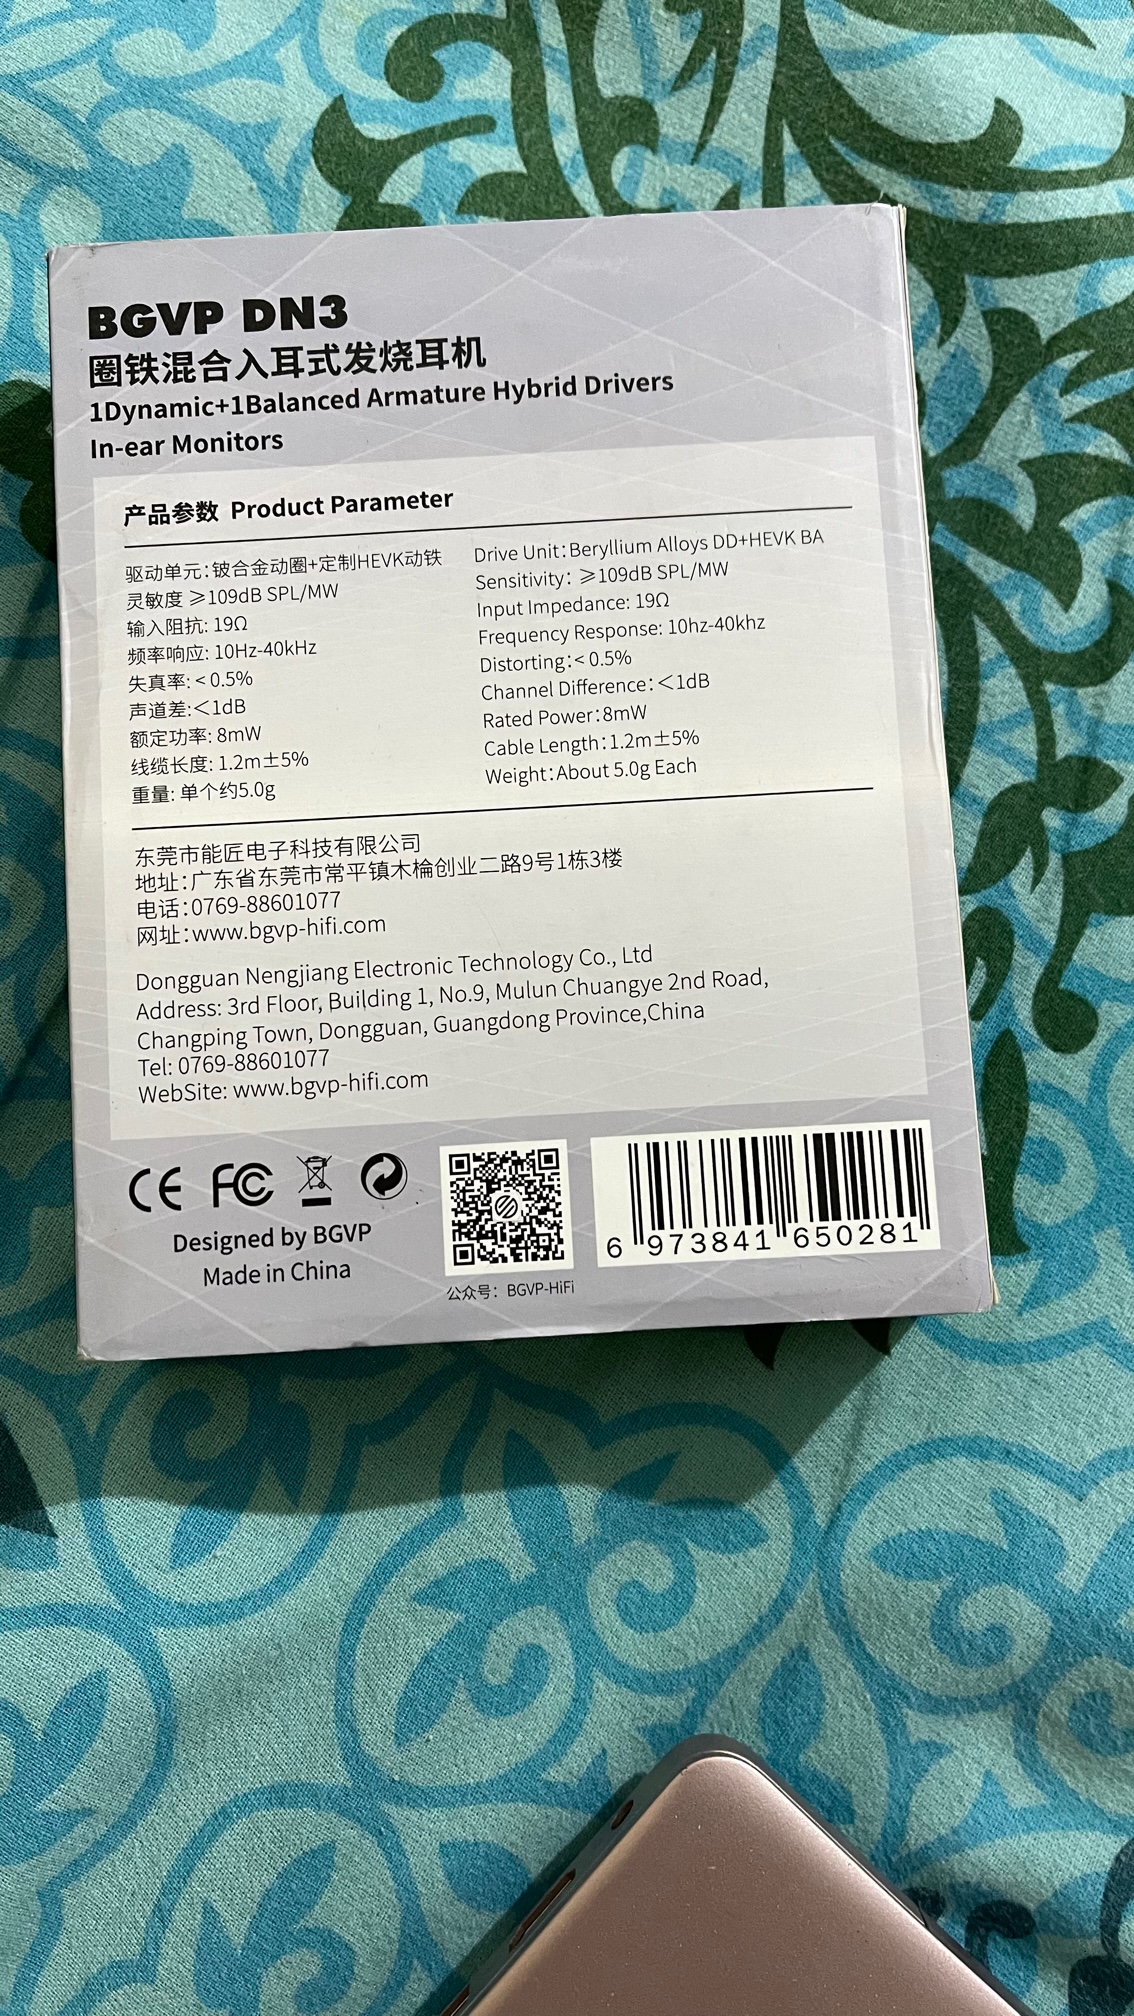 BGVP DN3
圈铁混合入耳式发烧耳机
1Dynamic+1Balanced Armature Hybrid Drivers
In-ear Monitors
产品参数 Product Parameter
驱动单元:铍合金动圈+定制HEVK动铁
灵敏度 ≥109dB SPL/MW
输入阻抗: 19Ω
频率响应: 10Hz-40kHz
失真率: < 0.5%
声道差:＜1dB
额定功率: 8mW
线缆长度: 1.2m±5%
重量: 单个约5.0g
Drive Unit:Beryllium Alloys DD+HEVK BA
Sensitivity: ≥109dB SPL/MW
Input Impedance: 19Ω
Frequency Response: 10hz-40khz
Distorting:< 0.5%
Channel Difference:＜1dB
Rated Power:8mW
Cable Length:1.2m±5%
Weight:About 5.0g Each
东莞市能匠电子科技有限公司
地址:广东省东莞市常平镇木棆创业二路9号1栋3楼
电话:0769-88601077
网址:www.bgvp-hifi.com
Dongguan Nengjiang Electronic Technology Co., Ltd
Address: 3rd Floor, Building 1, No.9, Mulun Chuangye 2nd Road,
Changping Town, Dongguan, Guangdong Province,China
Tel: 0769-88601077
WebSite: www.bgvp-hifi.com
CE FC
Designed by BGVP
Made in China
公众号: BGVP-HiFi
6 973841 650281